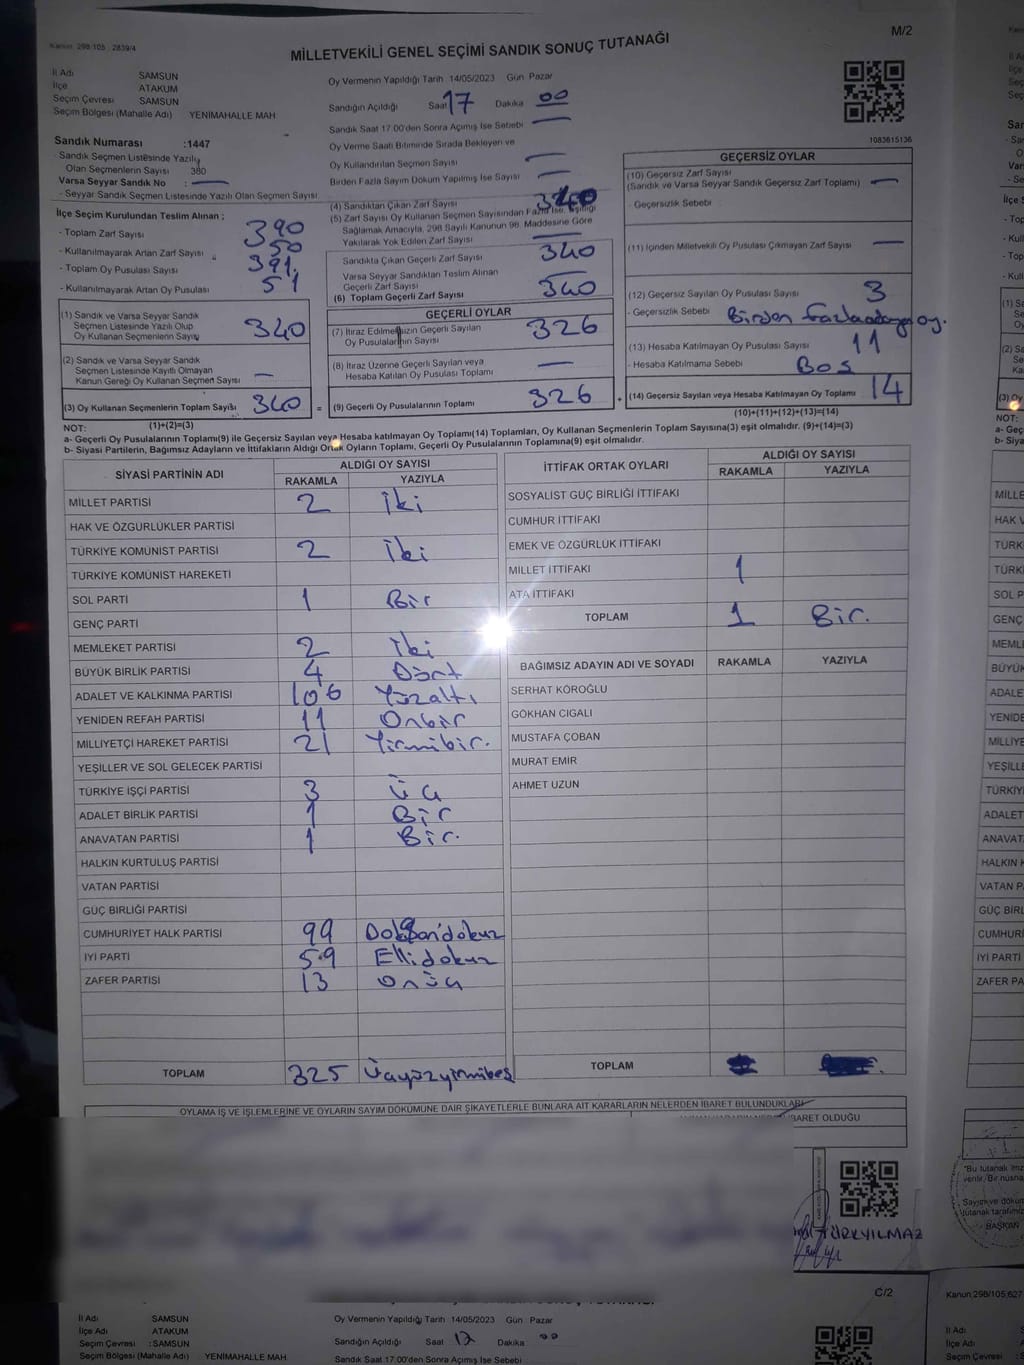 Kanun: 298/105 : 2839/4
M/2
MİLLETVEKİLİ GENEL SEÇİMİ SANDIK SONUÇ TUTANAĞI
İl Adı SAMSUN
İlçe ATAKUM
Seçim Çevresi SAMSUN
Seçim Bölgesi (Mahalle Adı) YENİMAHALLE MAH.
Oy Vermenin Yapıldığı Tarih :14/05/2023 Gün Pazar
Sandığın Açıldığı Saat 17 Dakika 00
Sandık Saat 17:00'den Sonra Açılmış İse Sebebi
Oy Verme Saati Bitiminde Sırada Bekleyen ve
Oy Kullandırılan Seçmen Sayısı
Birden Fazla Sayım Döküm Yapılmış İse Sayısı
1083615136
Sandık Numarası :1447
- Sandık Seçmen Listesinde Yazılı
Olan Seçmenlerin Sayısı 380
Varsa Seyyar Sandık No
- Seyyar Sandık Seçmen Listesinde Yazılı Olan Seçmen Sayısı
İlçe Seçim Kurulundan Teslim Alınan ;
- Toplam Zarf Sayısı 390
- Kullanılmayarak Artan Zarf Sayısı 50
- Toplam Oy Pusulası Sayısı 391
- Kullanılmayarak Artan Oy Pusulası 51
(4) Sandıktan Çıkan Zarf Sayısı 340
(5) Zarf Sayısı Oy Kullanan Seçmen Sayısından Fazla İse, Eşitliği
Sağlamak Amacıyla, 298 Sayılı Kanunun 98. Maddesine Göre
Yakılarak Yok Edilen Zarf Sayısı
Sandıkta Çıkan Geçerli Zarf Sayısı 340
Varsa Seyyar Sandıktan Teslim Alınan
Geçerli Zarf Sayısı
(6) Toplam Geçerli Zarf Sayısı 340
GEÇERSİZ OYLAR
(10) Geçersiz Zarf Sayısı
(Sandık ve Varsa Seyyar Sandık Geçersiz Zarf Toplamı)
- Geçersizlik Sebebi
(11) İçinden Milletvekili Oy Pusulası Çıkmayan Zarf Sayısı
(12) Geçersiz Sayılan Oy Pusulası Sayısı 3
- Geçersizlik Sebebi Birden fazla oy.
(13) Hesaba Katılmayan Oy Pusulası Sayısı 11
- Hesaba Katılmama Sebebi Boş
(14) Geçersiz Sayılan veya Hesaba Katılmayan Oy Toplamı 14
(10)+(11)+(12)+(13)=(14)
(1) Sandık ve Varsa Seyyar Sandık
Seçmen Listesinde Yazılı Olup
Oy Kullanan Seçmenlerin Sayısı 340
(2) Sandık ve Varsa Seyyar Sandık
Seçmen Listesinde Kayıtlı Olmayan
Kanun Gereği Oy Kullanan Seçmen Sayısı
(3) Oy Kullanan Seçmenlerin Toplam Sayısı 340 =
(1)+(2)=(3)
GEÇERLİ OYLAR
(7) İtiraz Edilmeksizin Geçerli Sayılan
Oy Pusulalarının Sayısı 326
(8) İtiraz Üzerine Geçerli Sayılan veya
Hesaba Katılan Oy Pusulası Toplamı
(9) Geçerli Oy Pusulalarının Toplamı 326 +
NOT:
a- Geçerli Oy Pusulalarının Toplamı(9) ile Geçersiz Sayılan veya Hesaba katılmayan Oy Toplamı(14) Toplamları, Oy Kullanan Seçmenlerin Toplam Sayısına(3) eşit olmalıdır. (9)+(14)=(3)
b- Siyasi Partilerin, Bağımsız Adayların ve İttifakların Aldığı Ortak Oyların Toplamı, Geçerli Oy Pusulalarının Toplamına(9) eşit olmalıdır.
SİYASİ PARTİNİN ADI ALDIĞI OY SAYISI
RAKAMLA YAZIYLA
MİLLET PARTİSİ 2 İki
HAK VE ÖZGÜRLÜKLER PARTİSİ
TÜRKİYE KOMÜNİST PARTİSİ 2 İki
TÜRKİYE KOMÜNİST HAREKETİ
SOL PARTİ 1 Bir
GENÇ PARTİ
MEMLEKET PARTİSİ 2 İki
BÜYÜK BİRLİK PARTİSİ 4 Dört
ADALET VE KALKINMA PARTİSİ 106 Yüzaltı
YENİDEN REFAH PARTİSİ 11 Onbir
MİLLİYETÇİ HAREKET PARTİSİ 21 Yirmibir.
YEŞİLLER VE SOL GELECEK PARTİSİ
TÜRKİYE İŞÇİ PARTİSİ 3 Üç
ADALET BİRLİK PARTİSİ 1 Bir
ANAVATAN PARTİSİ 1 Bir.
HALKIN KURTULUŞ PARTİSİ
VATAN PARTİSİ
GÜÇ BİRLİĞİ PARTİSİ
CUMHURİYET HALK PARTİSİ 99 Doksandokuz
İYİ PARTİ 59 Ellidokuz
ZAFER PARTİSİ 13 Onüç
TOPLAM 325 Üçyüzyirmibeş
İTTİFAK ORTAK OYLARI ALDIĞI OY SAYISI
RAKAMLA YAZIYLA
SOSYALİST GÜÇ BİRLİĞİ İTTİFAKI
CUMHUR İTTİFAKI
EMEK VE ÖZGÜRLÜK İTTİFAKI
MİLLET İTTİFAKI 1
ATA İTTİFAKI
TOPLAM 1 Bir.
BAĞIMSIZ ADAYIN ADI VE SOYADI RAKAMLA YAZIYLA
SERHAT KÖROĞLU
GÖKHAN CIGALI
MUSTAFA ÇOBAN
MURAT EMİR
AHMET UZUN
TOPLAM
OYLAMA İŞ VE İŞLEMLERİNE VE OYLARIN SAYIM DÖKÜMÜNE DAİR ŞİKAYETLERLE BUNLARA AİT KARARLARIN NELERDEN İBARET BULUNDUKLARI
İBARET OLDUĞU
TÜRKYILMAZ
C/2
Kanun:298/105;627
İl Adı SAMSUN
İlçe Adı ATAKUM
Seçim Çevresi :SAMSUN
Seçim Bölgesi (Mahalle Adı) YENİMAHALLE MAH.
Oy Vermenin Yapıldığı Tarih :14/05/2023 Gün Pazar
Sandığın Açıldığı Saat 17 Dakika 00
Sandık Saat 17:00'den Sonra Açılmış İse Sebebi